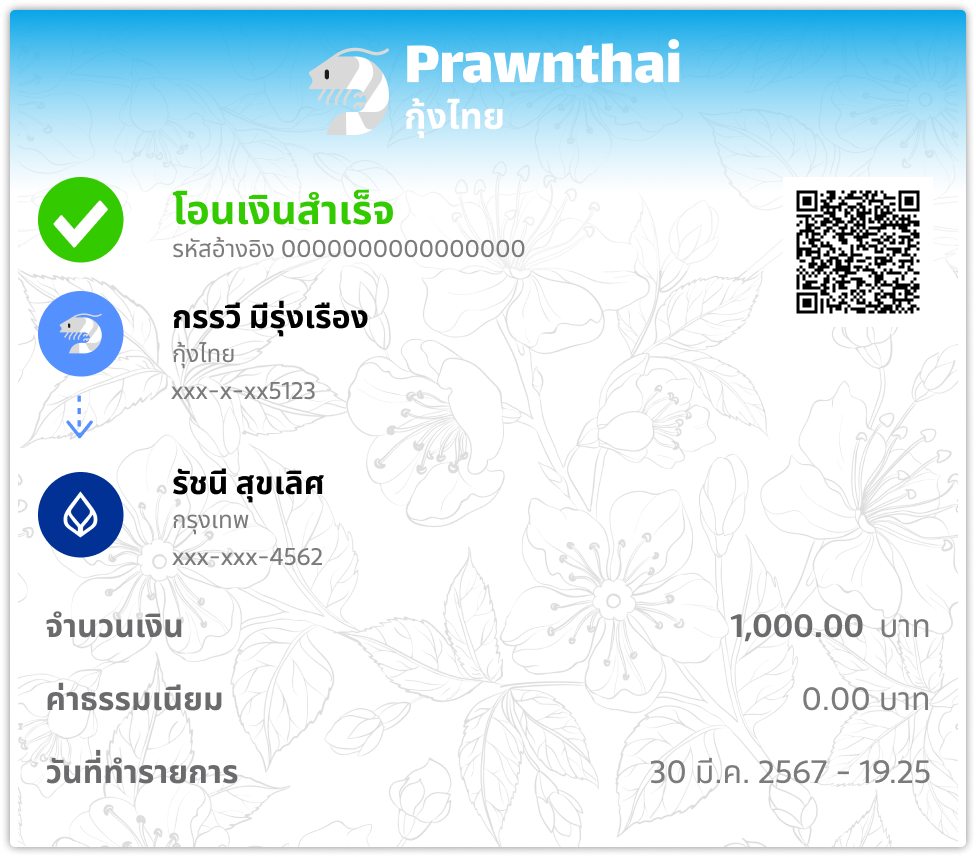 Prawnthai
กุ้งไทย
โอนเงินสำเร็จ
รหัสอ้างอิง 0000000000000000
กรรวี มีรุ่งเรือง
กุ้งไทย
xxx-x-xx5123
รัชนี สุขเลิศ
กรุงเทพ
xxx-xxx-4562
จำนวนเงิน 1,000.00 บาท
ค่าธรรมเนียม 0.00 บาท
วันที่ทำรายการ 30 มี.ค. 2567 - 19.25